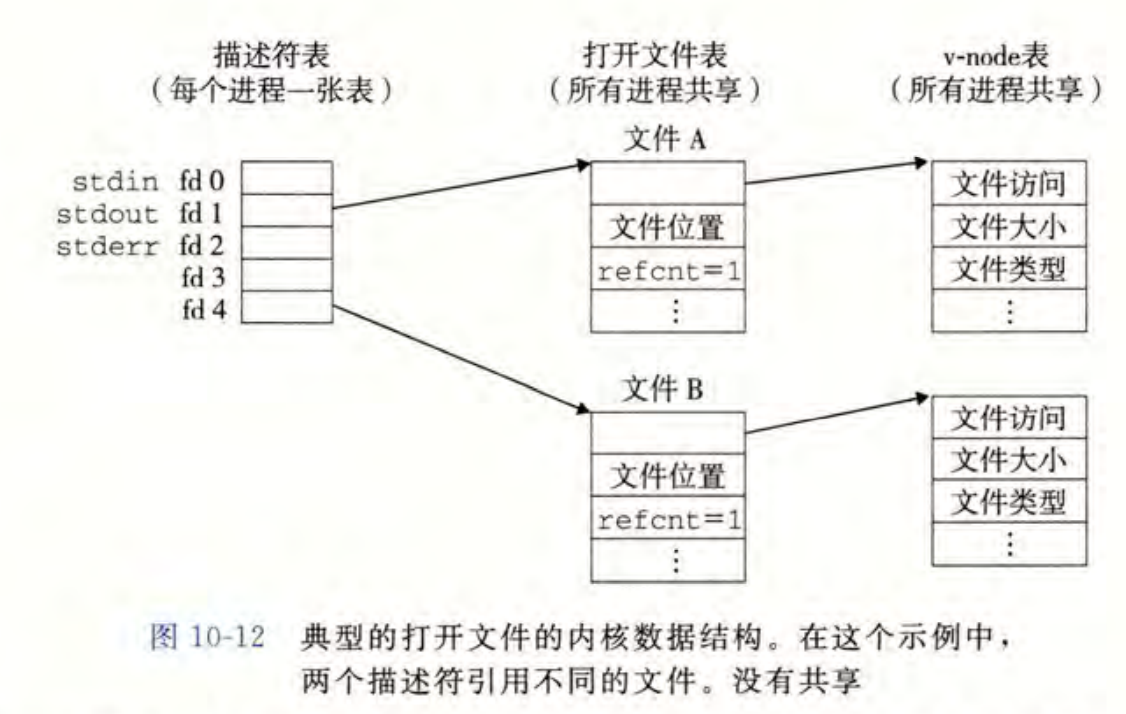 描述符表
（每个进程一张表）
打开文件表
（所有进程共享）
v-node表
（所有进程共享）
stdin fd 0
stdout fd 1
stderr fd 2
fd 3
fd 4
文件 A
文件位置
refcnt=1
⋮
文件访问
文件大小
文件类型
⋮
文件 B
文件位置
refcnt=1
⋮
文件访问
文件大小
文件类型
⋮
图 10-12 典型的打开文件的内核数据结构。在这个示例中，
两个描述符引用不同的文件。没有共享